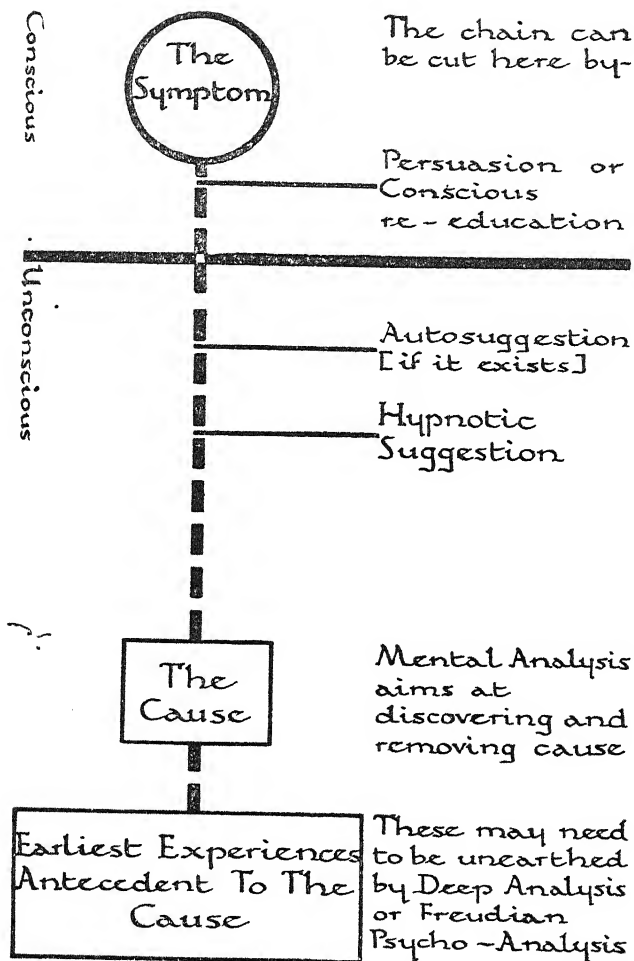 Conscious
The
Symptom
The chain can
be cut here by-
Persuasion or
Conscious
re-education
Unconscious
Autosuggestion
[if it exists]
Hypnotic
Suggestion
The
Cause
Mental Analysis
aims at
discovering and
removing cause
Earliest Experiences
Antecedent To The
Cause
These may need
to be unearthed
by Deep Analysis
or Freudian
Psycho-Analysis